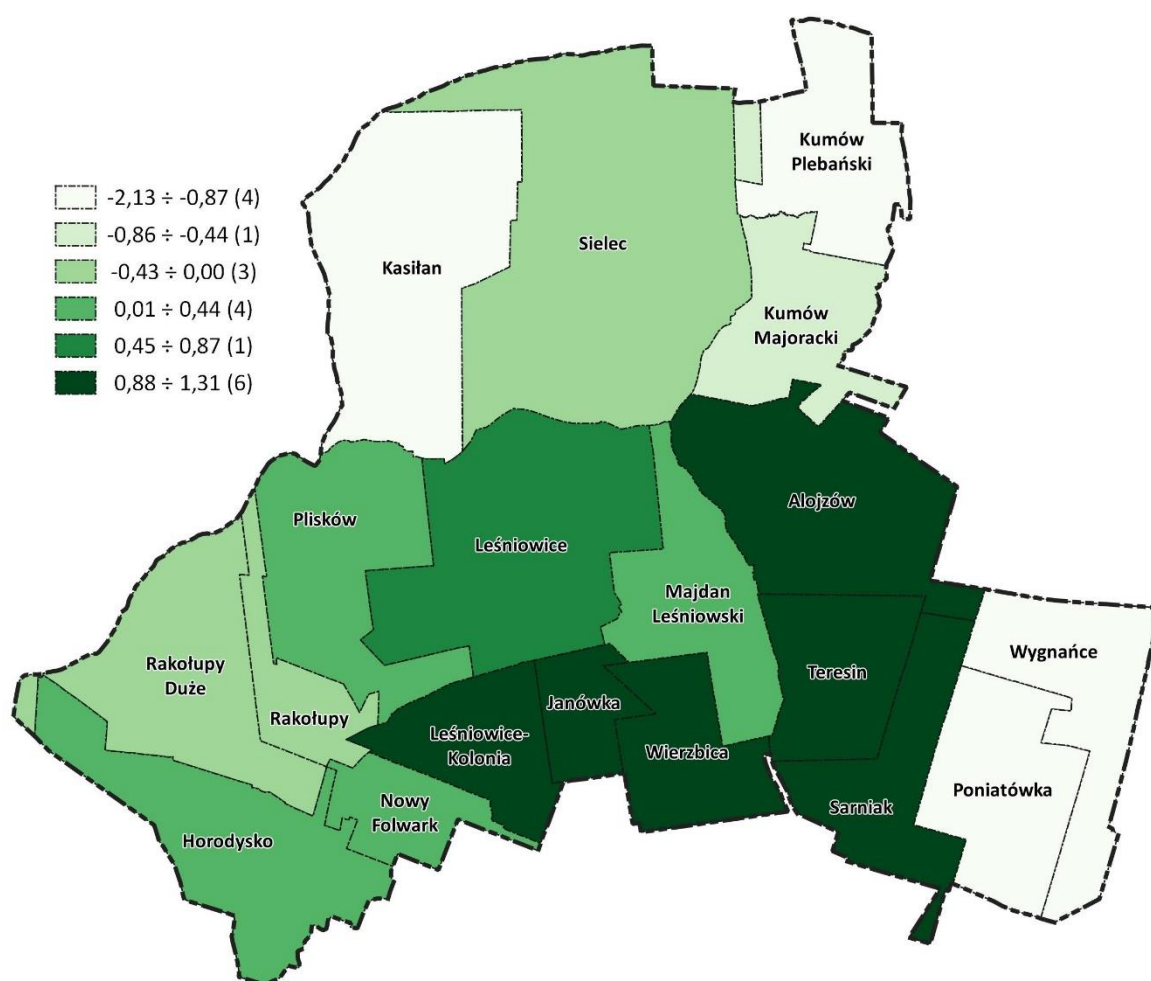 -2,13 ÷ -0,87 (4)
-0,86 ÷ -0,44 (1)
-0,43 ÷ 0,00 (3)
0,01 ÷ 0,44 (4)
0,45 ÷ 0,87 (1)
0,88 ÷ 1,31 (6)
Kumów
Plebański
Sielec
Kasiłan
Kumów
Majoracki
Alojzów
Plisków
Leśniowice
Majdan
Leśniowski
Wygnańce
Rakołupy
Duże
Teresin
Rakołupy
Janówka
Leśniowice-
Kolonia
Wierzbica
Poniatówka
Nowy
Folwark
Sarniak
Horodysko